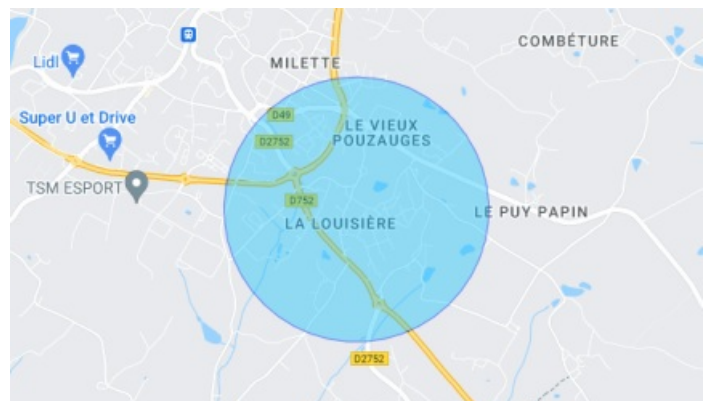 COMBÉTURE
Lidl
MILETTE
Super U et Drive
D49
LE VIEUX
POUZAUGES
D2752
TSM ESPORT
D752
LE PUY PAPIN
LA LOUISIÈRE
D2752